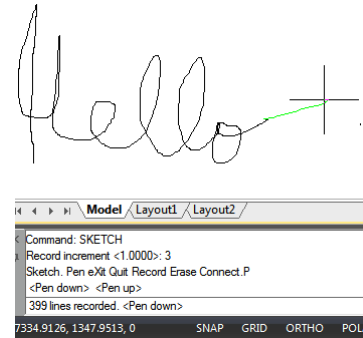 Hello
Model Layout1 Layout2
Command: SKETCH
Record increment <1.0000>: 3
Sketch. Pen eXit Quit Record Erase Connect.P
<Pen down> <Pen up>
399 lines recorded. <Pen down>
7334.9126, 1347.9513, 0 SNAP GRID ORTHO POL